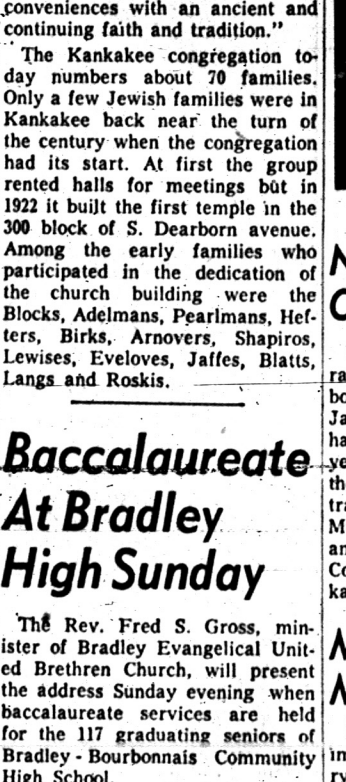 conveniences with an ancient and
continuing faith and tradition."
The Kankakee congregation to-
day numbers about 70 families.
Only a few Jewish families were in
Kankakee back near the turn of
the century when the congregation
had its start. At first the group
rented halls for meetings but in
1922 it built the first temple in the
300 block of S. Dearborn avenue.
Among the early families who
participated in the dedication of
the church building were the
Blocks, Adelmans, Pearlmans, Hef-
ters, Birks, Arnovers, Shapiros,
Lewises, Eveloves, Jaffes, Blatts,
Langs and Roskis.
Baccalaureate
At Bradley
High Sunday
The Rev. Fred S. Gross, min-
ister of Bradley Evangelical Unit-
ed Brethren Church, will present
the address Sunday evening when
baccalaureate services are held
for the 117 graduating seniors of
Bradley - Bourbonnais Community
High School.